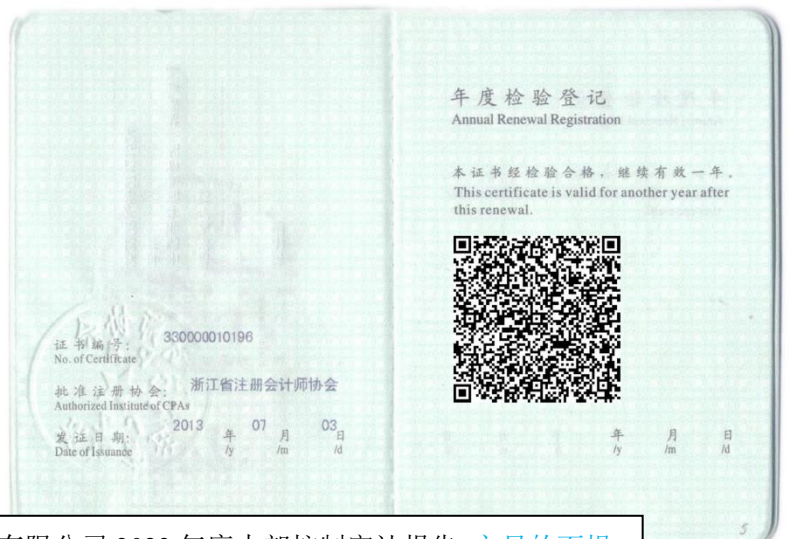 证书编号: 330000010196
No. of Certificate
批准注册协会: 浙江省注册会计师协会
Authorized Institute of CPAs
发证日期: 2013 年 07 月 03 日
Date of Issuance /y /m /d
年度检验登记
Annual Renewal Registration
本证书经检验合格，继续有效一年。
This certificate is valid for another year after
this renewal.
年 月 日
/y /m /d
5